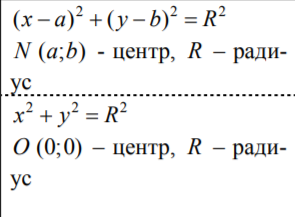 (x − a)² + (y − b)² = R²
N (a;b) - центр, R – ради-
ус
x² + y² = R²
O (0;0) – центр, R – ради-
ус